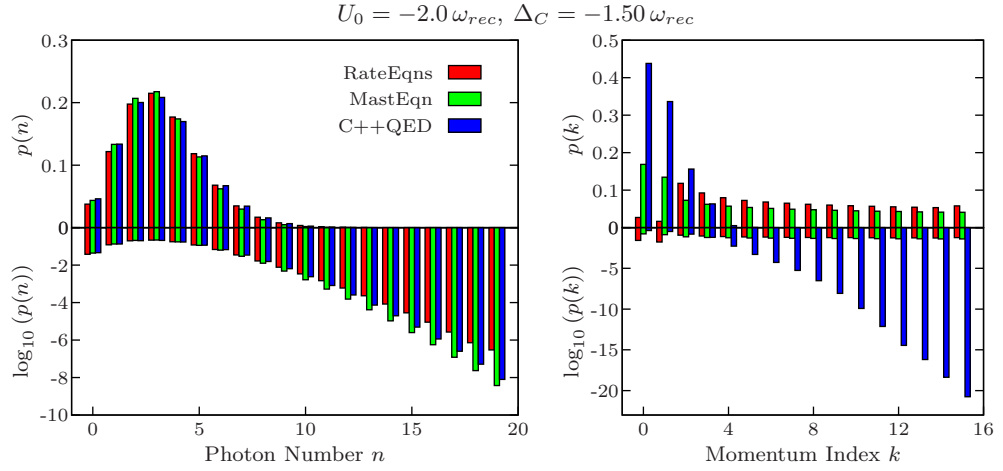 U₀ = −2.0 ω_rec, Δ_C = −1.50 ω_rec
0.3
0.2
0.1
0
-2
-4
-6
-8
-10
p(n)
log₁₀ (p(n))
RateEqns
MastEqn
C++QED
0 5 10 15 20
Photon Number n
0.5
0.4
0.3
0.2
0.1
0
-5
-10
-15
-20
p(k)
log₁₀ (p(k))
0 4 8 12 16
Momentum Index k